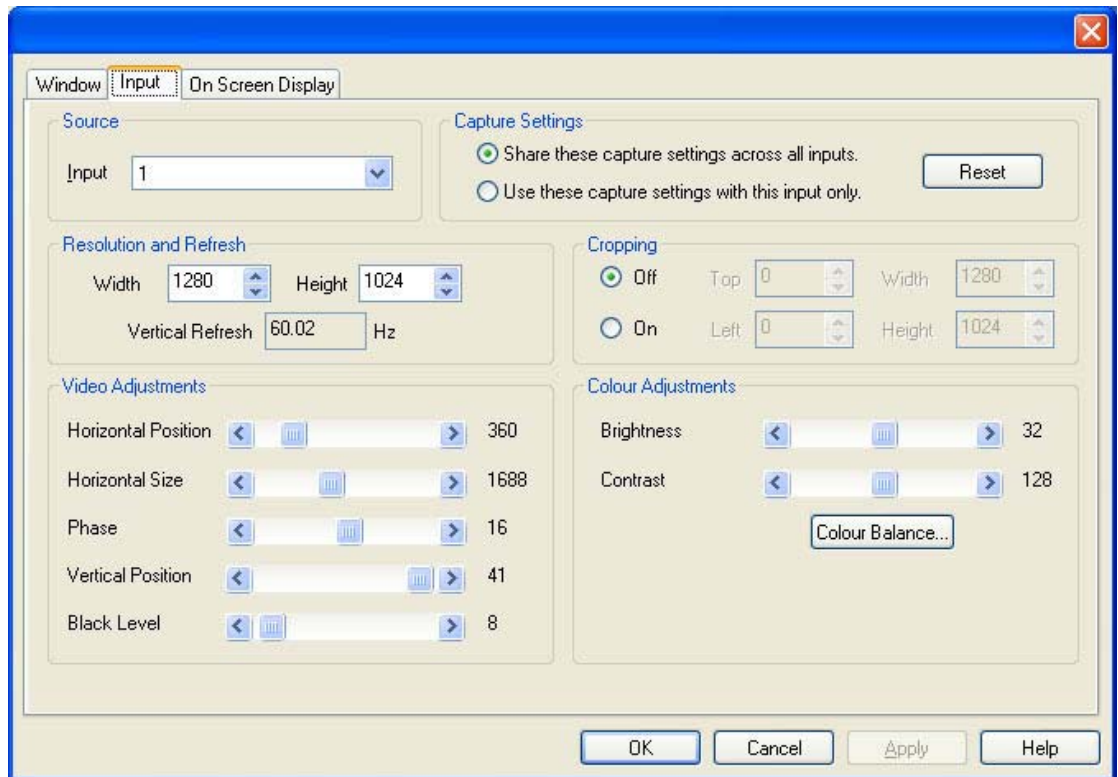 Window Input On Screen Display
Source
Input 1
Capture Settings
Share these capture settings across all inputs.
Use these capture settings with this input only.
Reset
Resolution and Refresh
Width 1280 Height 1024
Vertical Refresh 60.02 Hz
Cropping
Off Top 0 Width 1280
On Left 0 Height 1024
Video Adjustments
Horizontal Position 360
Horizontal Size 1688
Phase 16
Vertical Position 41
Black Level 8
Colour Adjustments
Brightness 32
Contrast 128
Colour Balance...
OK Cancel Apply Help